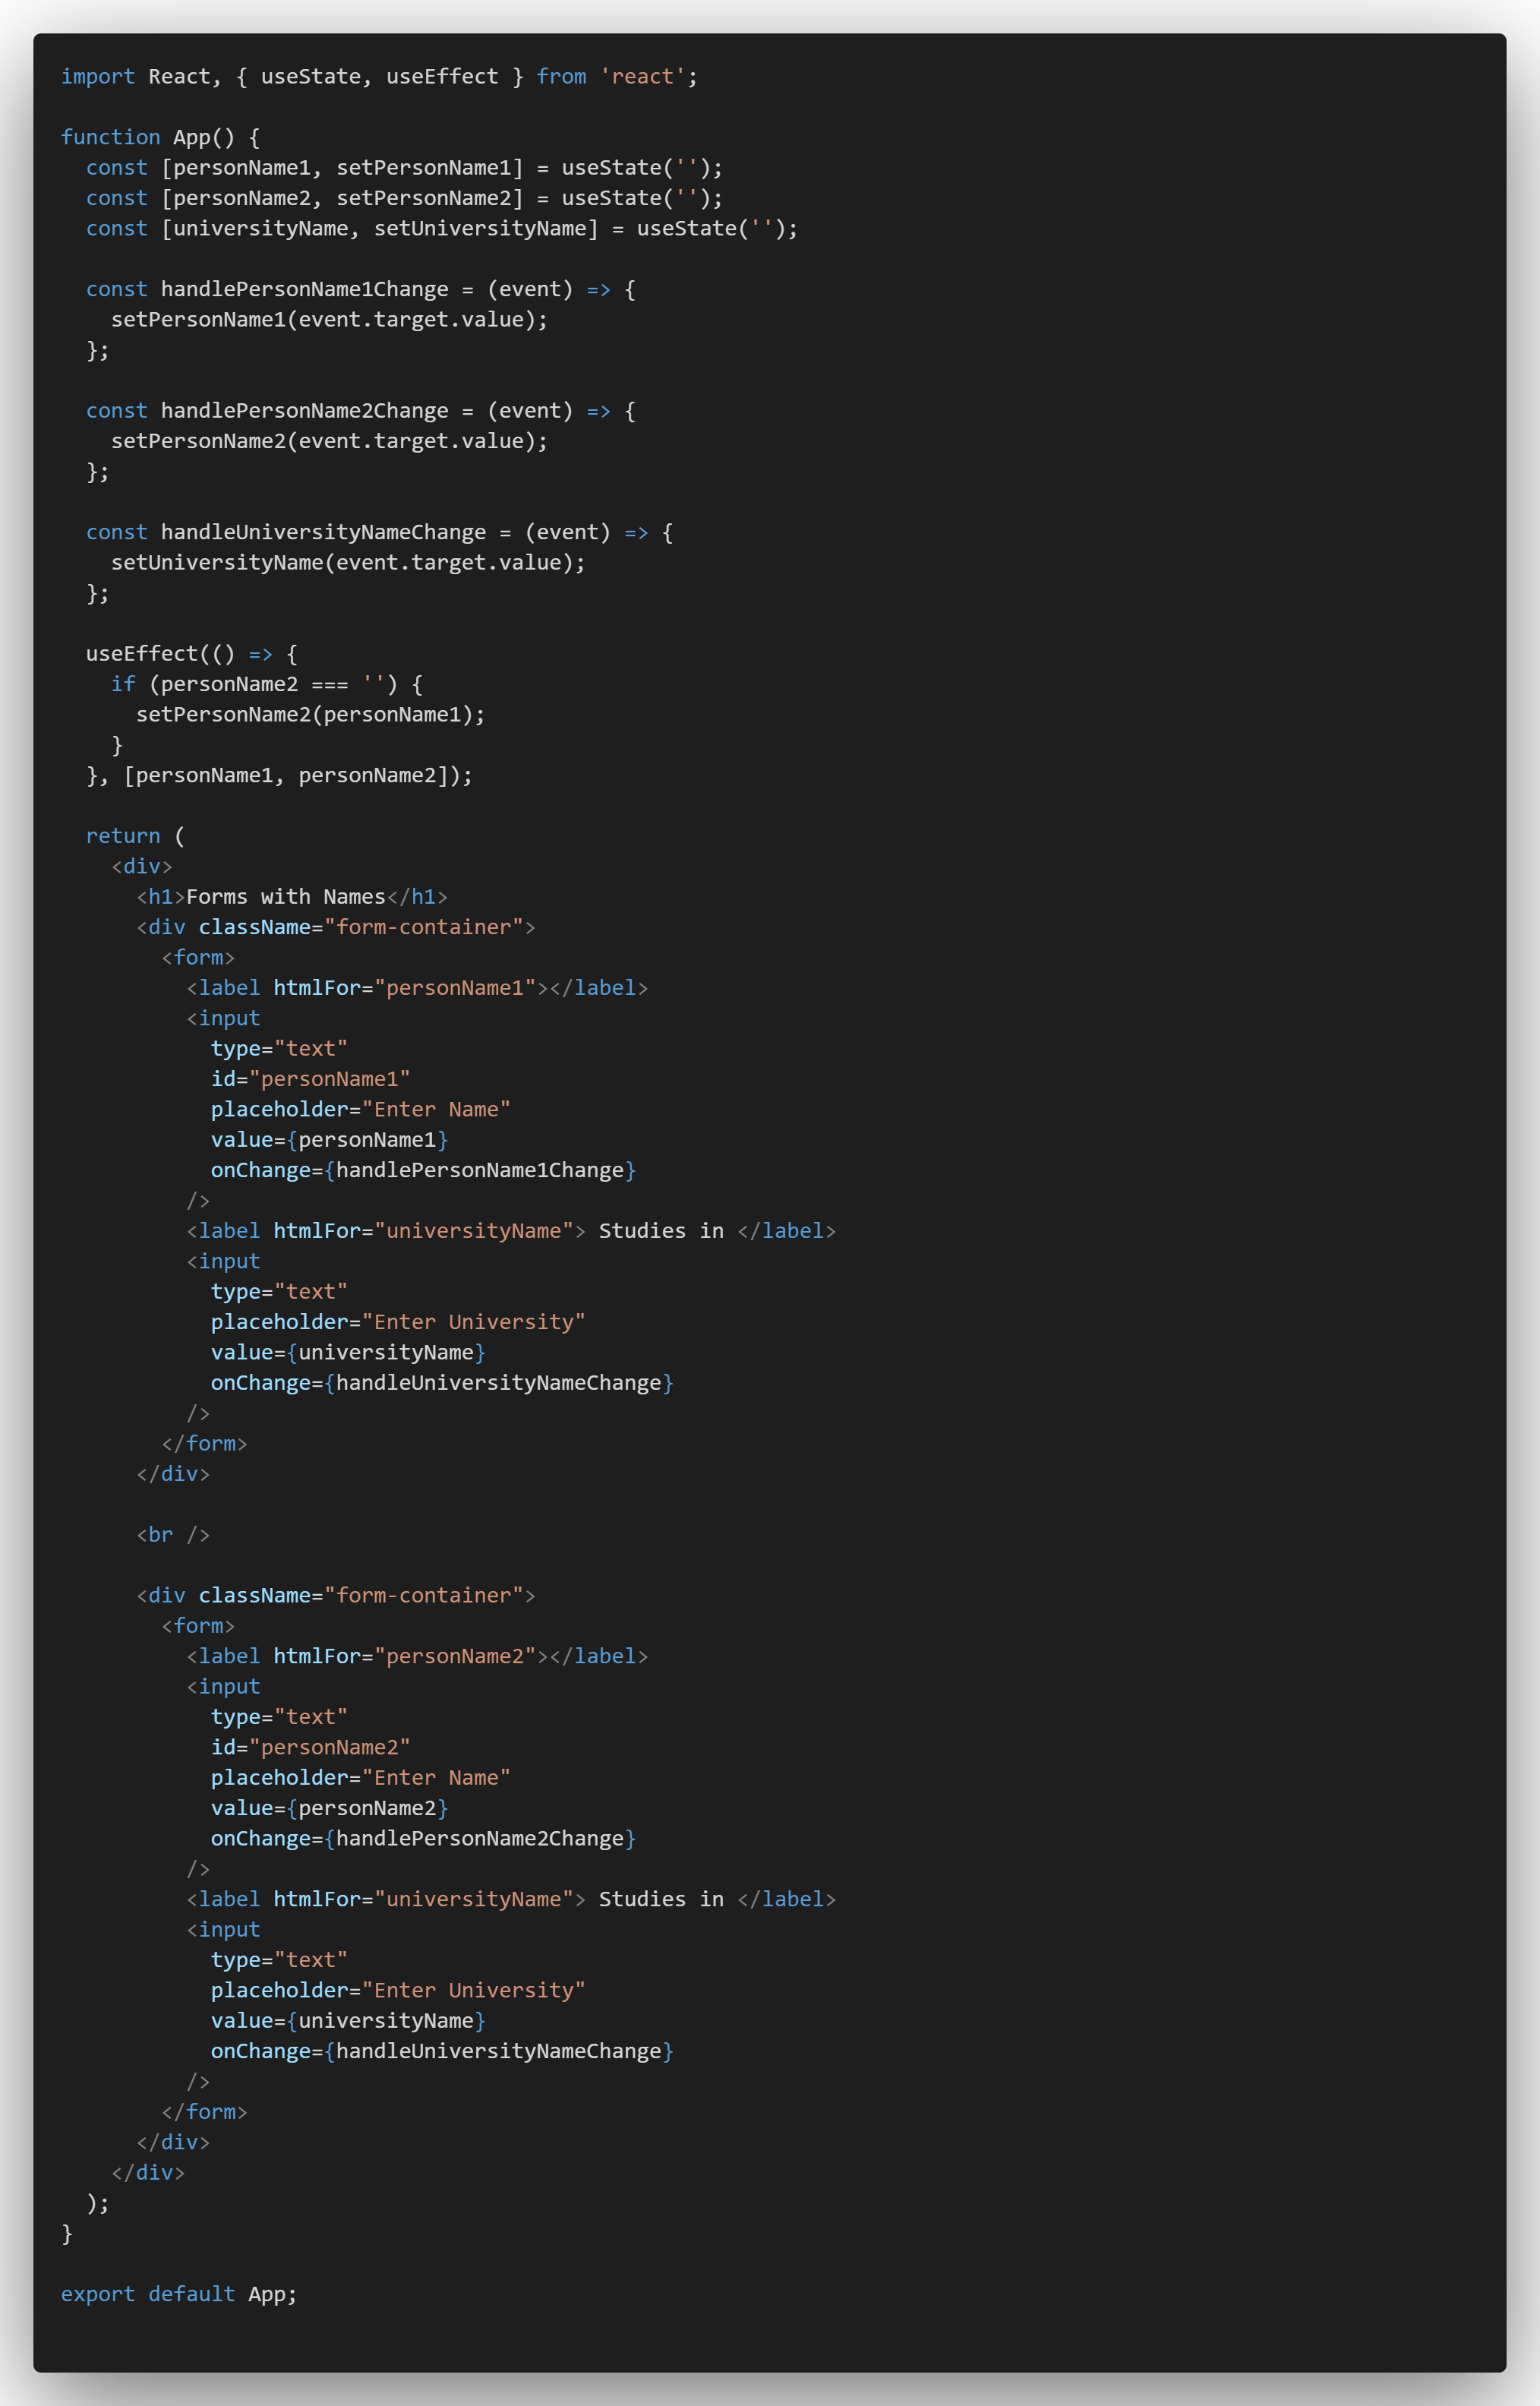 import React, { useState, useEffect } from 'react';

function App() {
  const [personName1, setPersonName1] = useState('');
  const [personName2, setPersonName2] = useState('');
  const [universityName, setUniversityName] = useState('');

  const handlePersonName1Change = (event) => {
    setPersonName1(event.target.value);
  };

  const handlePersonName2Change = (event) => {
    setPersonName2(event.target.value);
  };

  const handleUniversityNameChange = (event) => {
    setUniversityName(event.target.value);
  };

  useEffect(() => {
    if (personName2 === '') {
      setPersonName2(personName1);
    }
  }, [personName1, personName2]);

  return (
    <div>
      <h1>Forms with Names</h1>
      <div className="form-container">
        <form>
          <label htmlFor="personName1"></label>
          <input
            type="text"
            id="personName1"
            placeholder="Enter Name"
            value={personName1}
            onChange={handlePersonName1Change}
          />
          <label htmlFor="universityName"> Studies in </label>
          <input
            type="text"
            placeholder="Enter University"
            value={universityName}
            onChange={handleUniversityNameChange}
          />
        </form>
      </div>

      <br />

      <div className="form-container">
        <form>
          <label htmlFor="personName2"></label>
          <input
            type="text"
            id="personName2"
            placeholder="Enter Name"
            value={personName2}
            onChange={handlePersonName2Change}
          />
          <label htmlFor="universityName"> Studies in </label>
          <input
            type="text"
            placeholder="Enter University"
            value={universityName}
            onChange={handleUniversityNameChange}
          />
        </form>
      </div>
    </div>
  );
}

export default App;